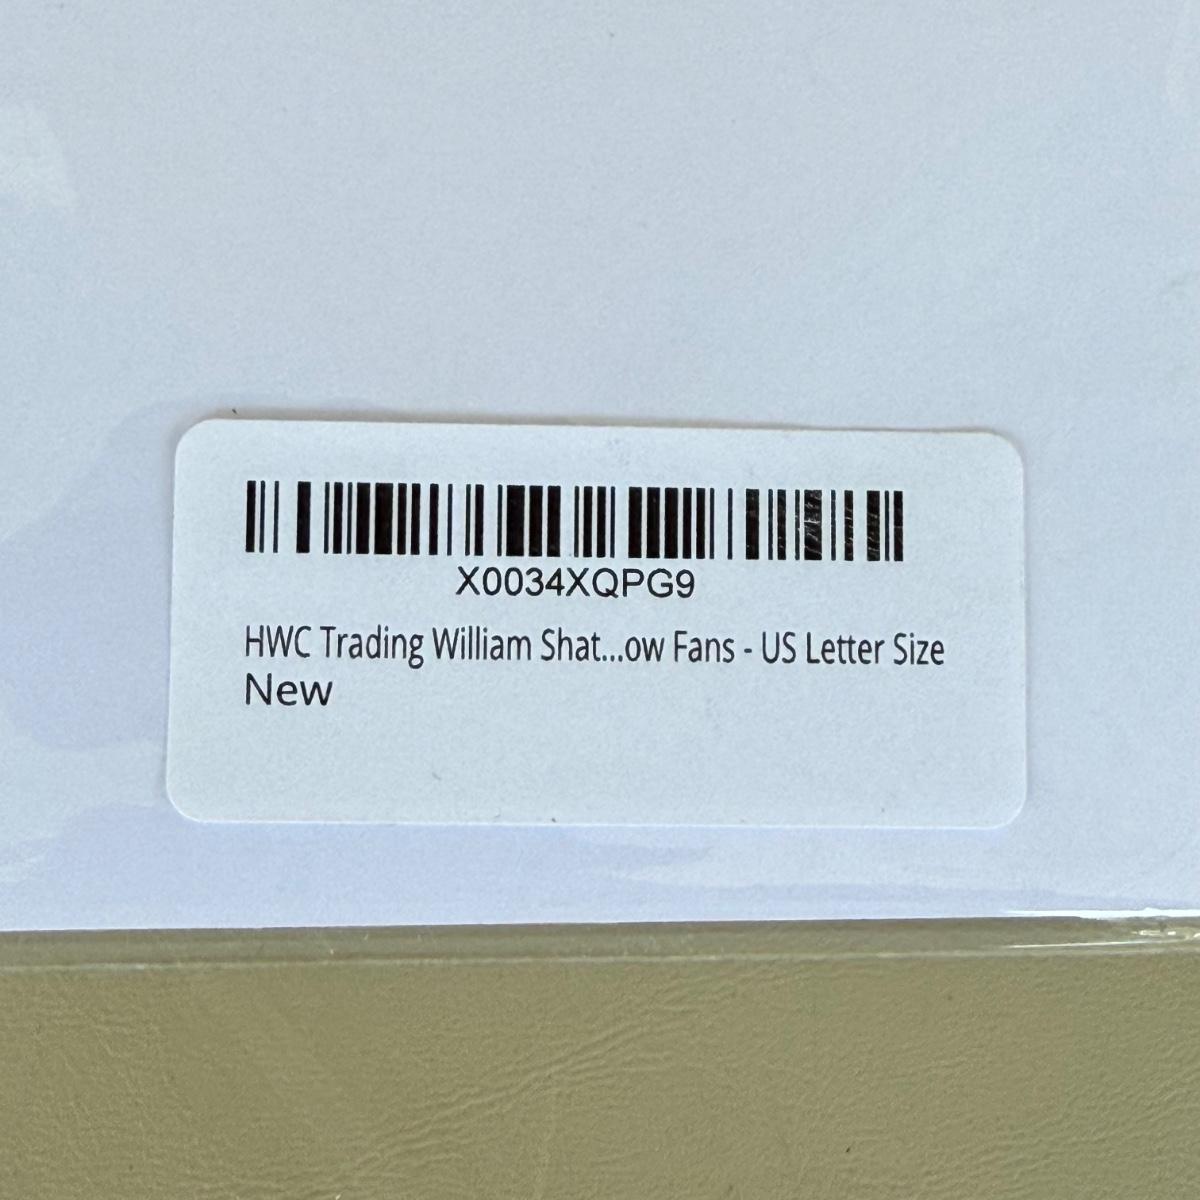 X0034XQPG9
HWC Trading William Shat...ow Fans - US Letter Size
New